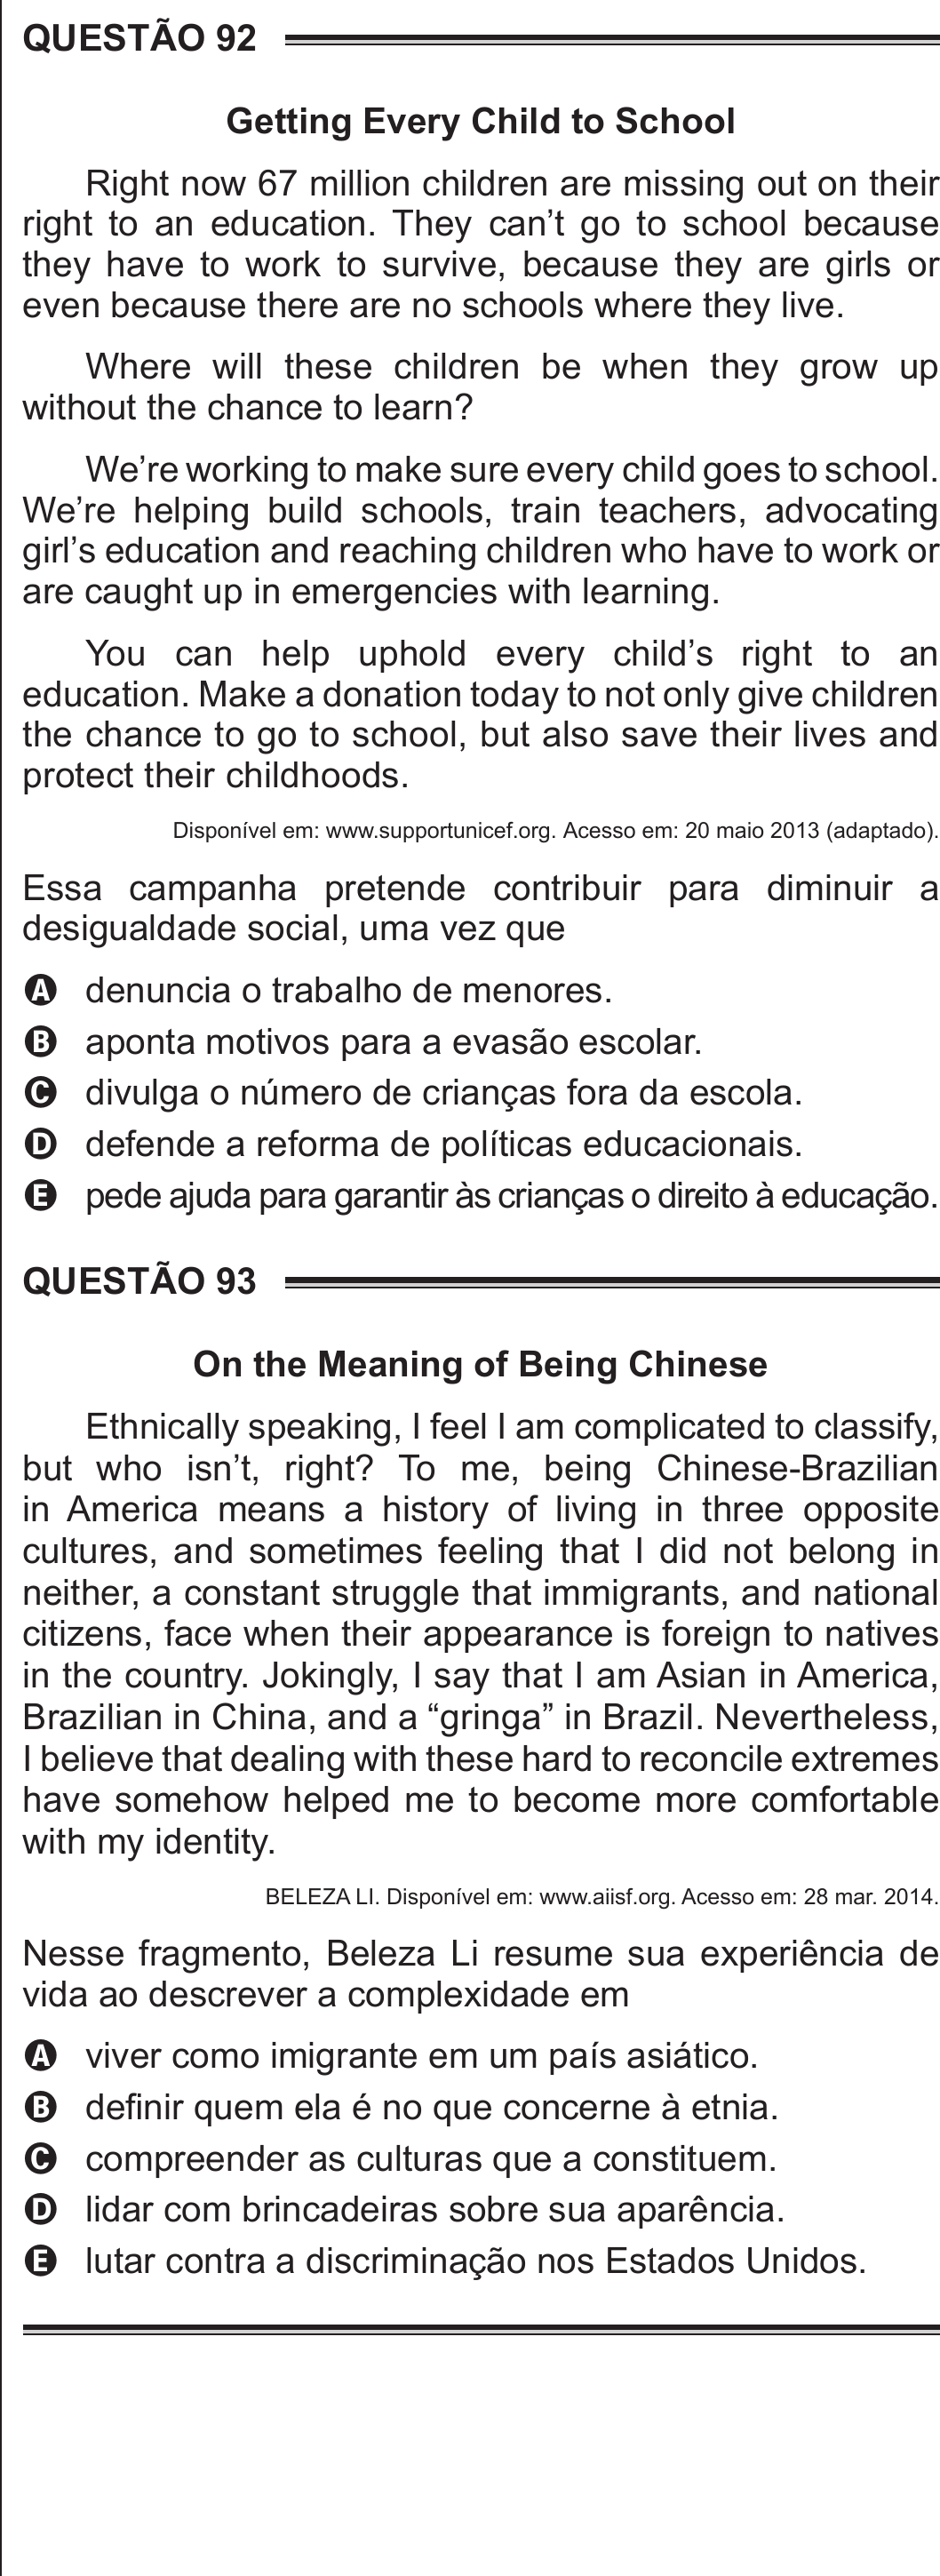 QUESTÃO 92
Getting Every Child to School
Right now 67 million children are missing out on their
right to an education. They can’t go to school because
they have to work to survive, because they are girls or
even because there are no schools where they live.
Where will these children be when they grow up
without the chance to learn?
We’re working to make sure every child goes to school.
We’re helping build schools, train teachers, advocating
girl’s education and reaching children who have to work or
are caught up in emergencies with learning.
You can help uphold every child’s right to an
education. Make a donation today to not only give children
the chance to go to school, but also save their lives and
protect their childhoods.
Disponível em: www.supportunicef.org. Acesso em: 20 maio 2013 (adaptado).
Essa campanha pretende contribuir para diminuir a
desigualdade social, uma vez que
A denuncia o trabalho de menores.
B aponta motivos para a evasão escolar.
C divulga o número de crianças fora da escola.
D defende a reforma de políticas educacionais.
E pede ajuda para garantir às crianças o direito à educação.
QUESTÃO 93
On the Meaning of Being Chinese
Ethnically speaking, I feel I am complicated to classify,
but who isn’t, right? To me, being Chinese-Brazilian
in America means a history of living in three opposite
cultures, and sometimes feeling that I did not belong in
neither, a constant struggle that immigrants, and national
citizens, face when their appearance is foreign to natives
in the country. Jokingly, I say that I am Asian in America,
Brazilian in China, and a “gringa” in Brazil. Nevertheless,
I believe that dealing with these hard to reconcile extremes
have somehow helped me to become more comfortable
with my identity.
BELEZA LI. Disponível em: www.aiisf.org. Acesso em: 28 mar. 2014.
Nesse fragmento, Beleza Li resume sua experiência de
vida ao descrever a complexidade em
A viver como imigrante em um país asiático.
B definir quem ela é no que concerne à etnia.
C compreender as culturas que a constituem.
D lidar com brincadeiras sobre sua aparência.
E lutar contra a discriminação nos Estados Unidos.